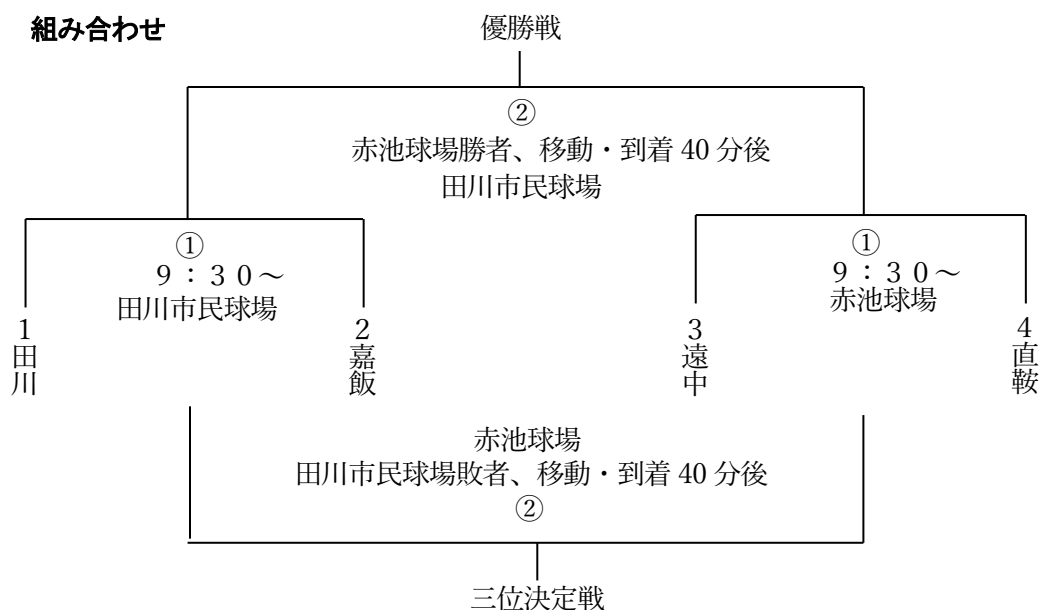 組み合わせ
優勝戦
②
赤池球場勝者、移動・到着 40 分後
田川市民球場
①
９：３０～
田川市民球場
①
９：３０～
赤池球場
1田川
2嘉飯
3遠中
4直鞍
赤池球場
田川市民球場敗者、移動・到着 40 分後
②
三位決定戦